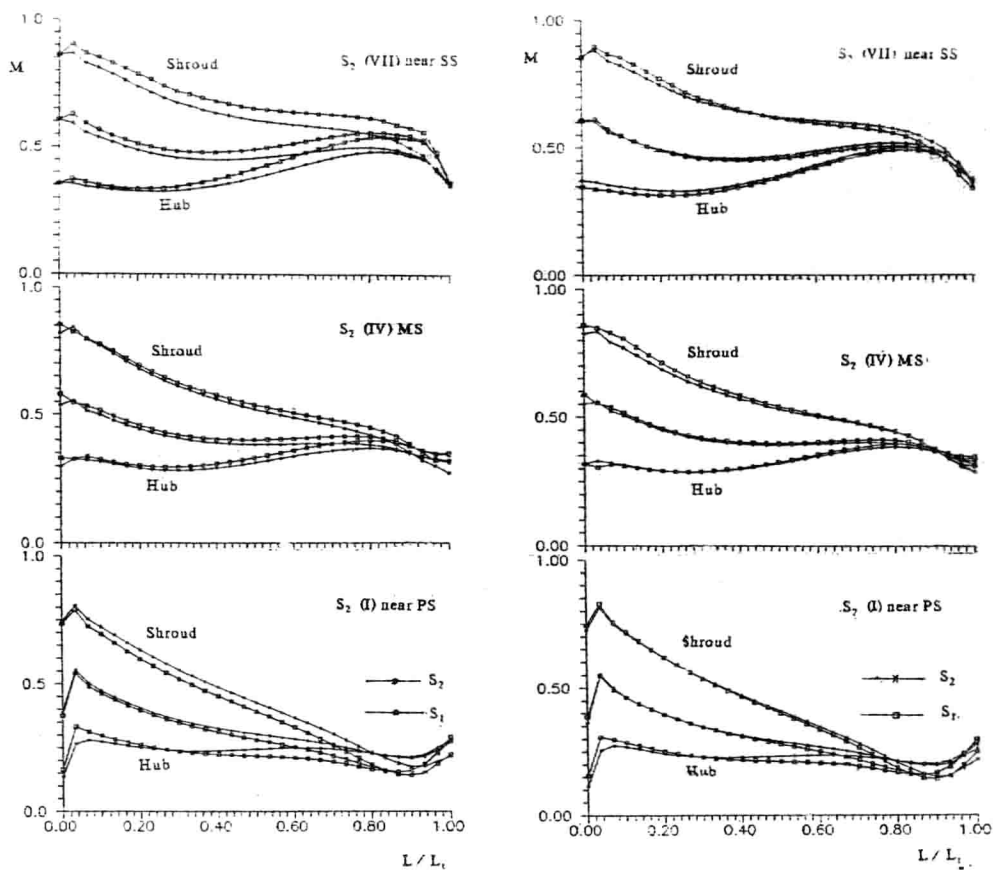 1.0
M
S₂ (VII) near SS
Shroud
0.5
Hub
0.0
S₂ (IV) MS
Shroud
0.5
Hub
0.0
1.0
S₂ (I) near PS
Shroud
0.5
S₂
S₁
Hub
0.0
0.00 0.20 0.40 0.60 0.80 1.00
L / Lₜ
1.00
M
S₂ (VII) near SS
Shroud
0.50
Hub
0.00
1.00
S₂ (IV) MS
Shroud
0.50
Hub
0.00
1.00
S₂ (I) near PS
Shroud
0.50
S₂
S₁
Hub
0.00
0.00 0.20 0.40 0.60 0.80 1.00
L / Lₜ